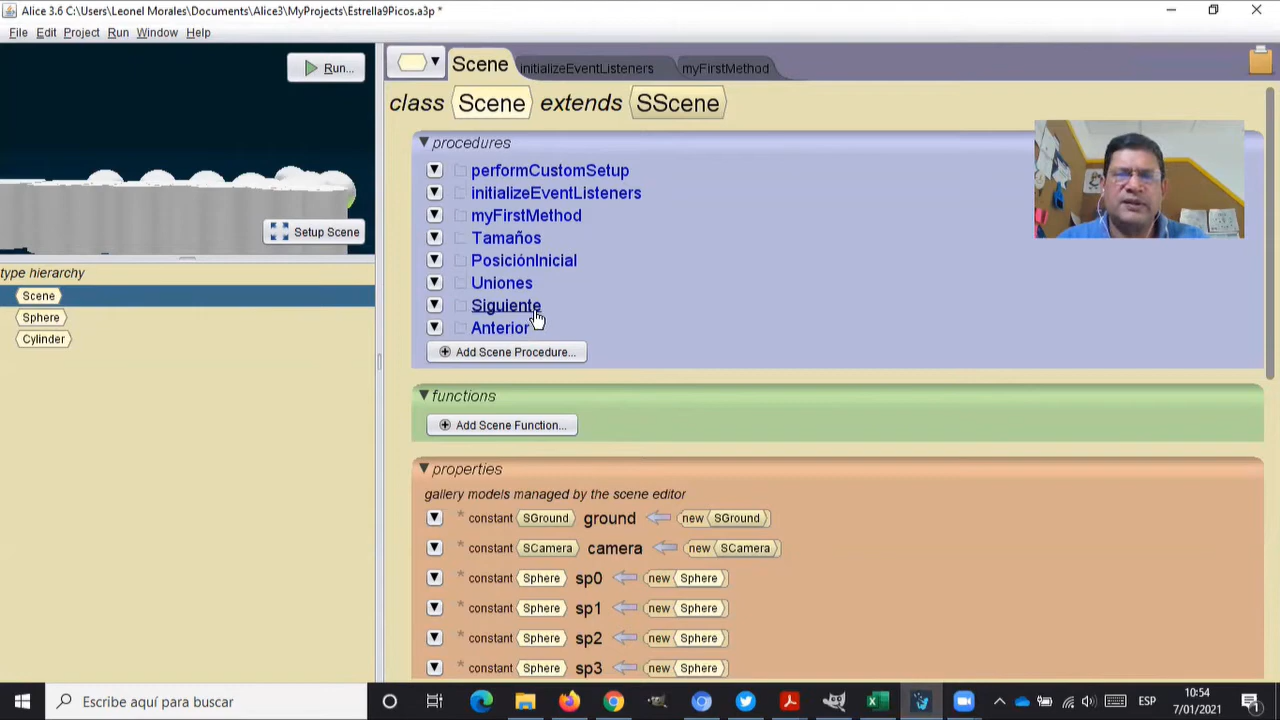 Alice 3.6 C:\Users\Leonel Morales\Documents\Alice3\MyProjects\Estrella9Picos.a3p *
File Edit Project Run Window Help
Run...
Setup Scene
type hierarchy
Scene
Sphere
Cylinder
Scene initializeEventListeners myFirstMethod
class Scene extends SScene
procedures
performCustomSetup
initializeEventListeners
myFirstMethod
Tamaños
PosiciónInicial
Uniones
Siguiente
Anterior
Add Scene Procedure...
functions
Add Scene Function...
properties
gallery models managed by the scene editor
* constant SGround ground new SGround
* constant SCamera camera new SCamera
* constant Sphere sp0 new Sphere
* constant Sphere sp1 new Sphere
* constant Sphere sp2 new Sphere
* constant Sphere sp3 new Sphere
Escribe aquí para buscar
ESP
10:54
7/01/2021
1